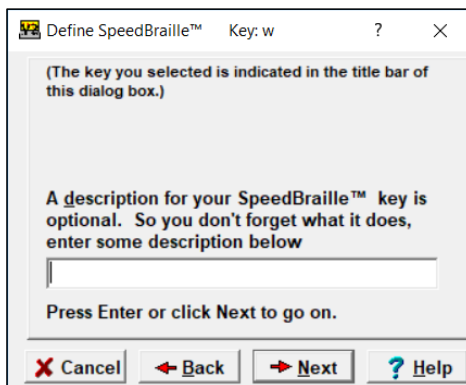 Define SpeedBraille™ Key: w ?
(The key you selected is indicated in the title bar of
this dialog box.)
A description for your SpeedBraille™ key is
optional. So you don't forget what it does,
enter some description below
Press Enter or click Next to go on.
Cancel Back Next ? Help